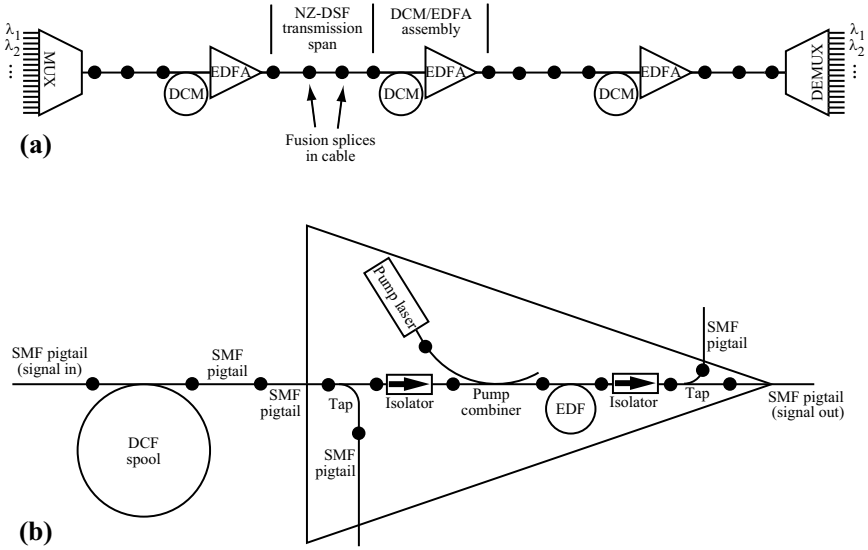 NZ-DSF
transmission
span
DCM/EDFA
assembly
λ1
λ2
...
MUX
EDFA
DCM
EDFA
DCM
EDFA
DCM
DEMUX
λ1
λ2
...
Fusion splices
in cable
(a)
Pump laser
SMF pigtail
(signal in)
SMF
pigtail
SMF
pigtail
Tap
Isolator
Pump
combiner
EDF
Isolator
Tap
SMF
pigtail
SMF pigtail
(signal out)
DCF
spool
SMF
pigtail
(b)